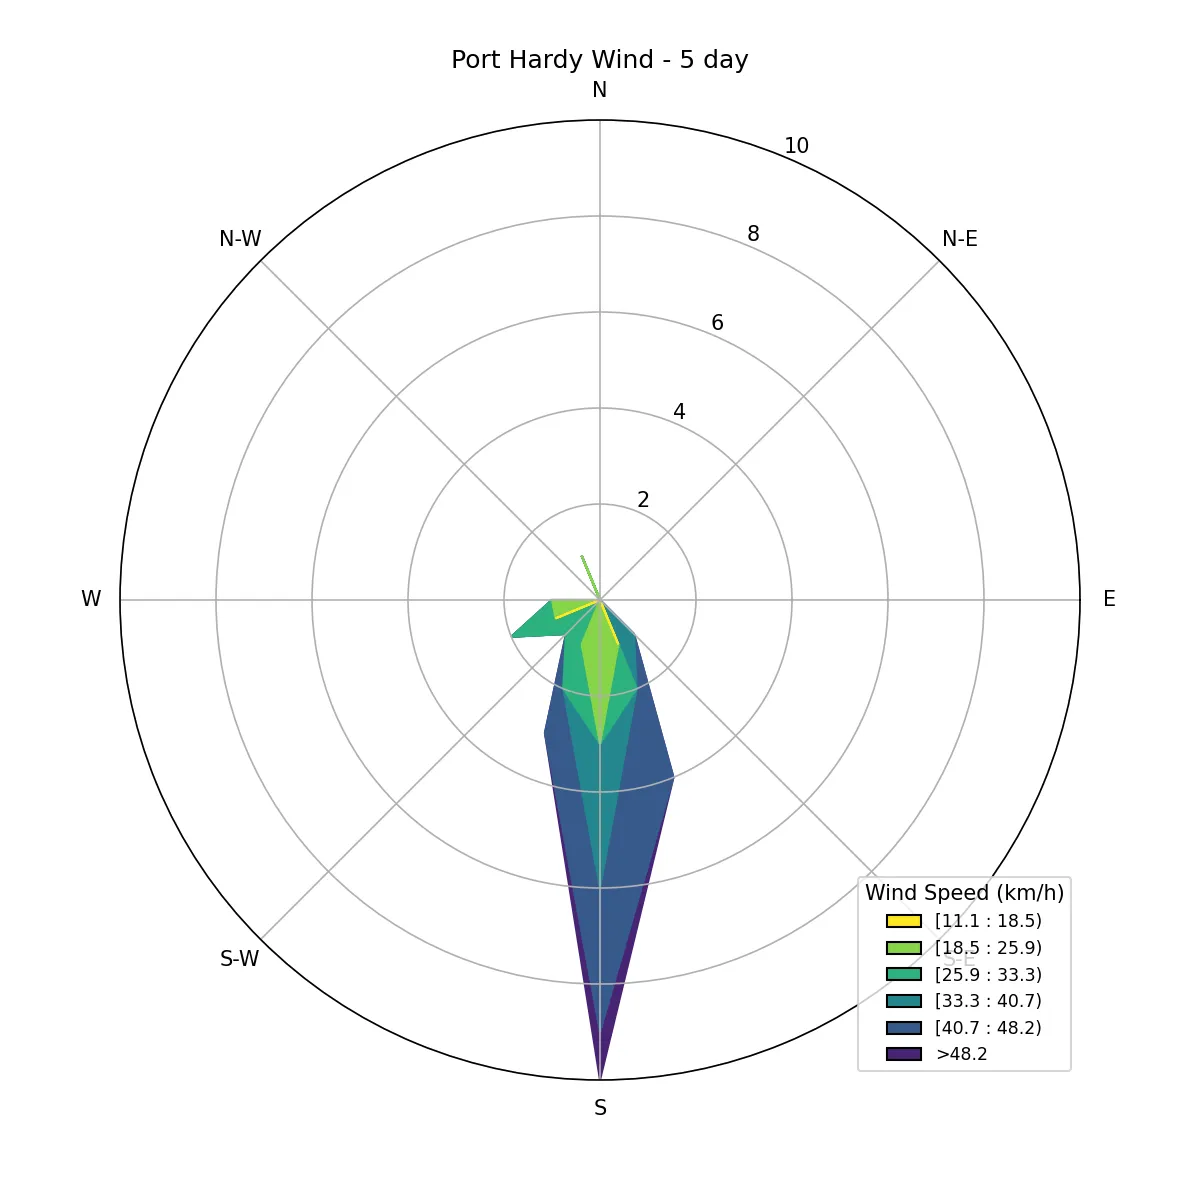 Port Hardy Wind - 5 day
N
10
N-W
8
N-E
6
4
2
W
E
Wind Speed (km/h)
[11.1 : 18.5)
[18.5 : 25.9)
S-W
S-E
[25.9 : 33.3)
[33.3 : 40.7)
[40.7 : 48.2)
>48.2
S